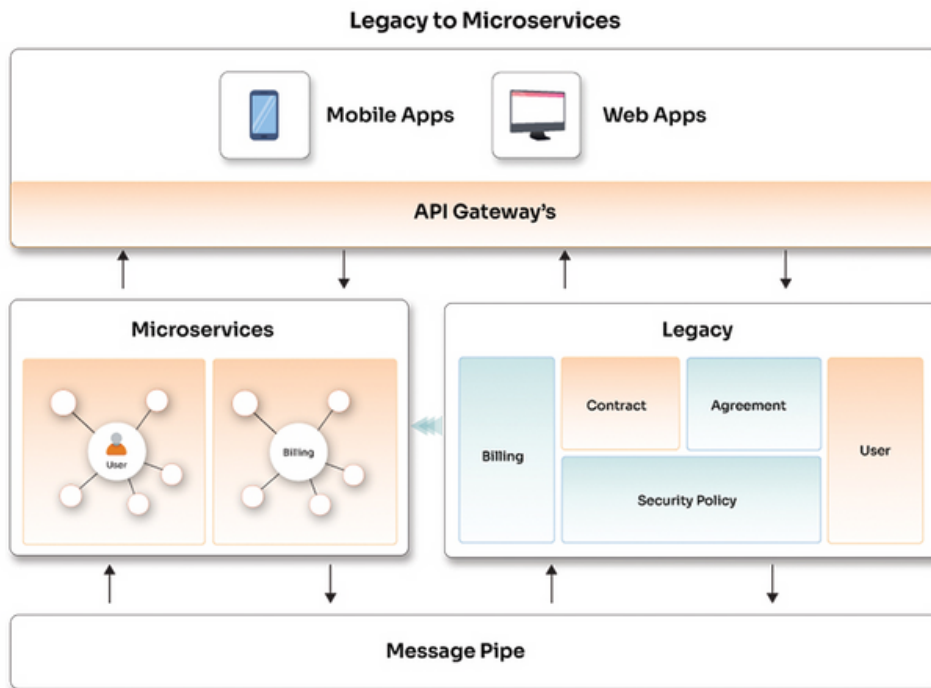 Legacy to Microservices
Mobile Apps
Web Apps
API Gateway's
Microservices
Legacy
User
Billing
Billing
Contract
Agreement
Security Policy
User
Message Pipe